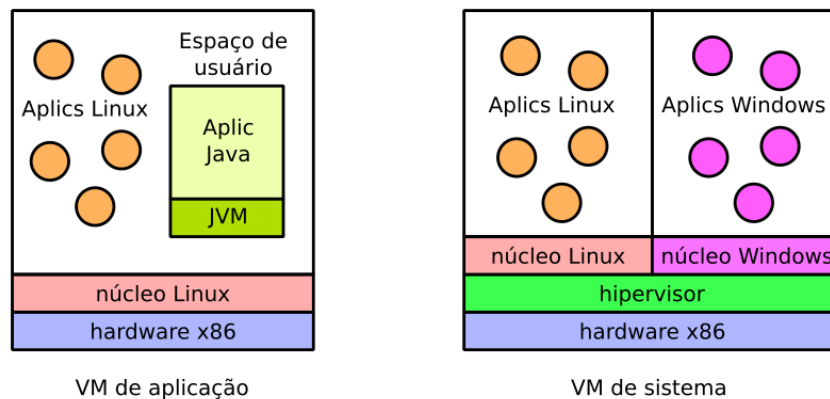 Espaço de
usuário
Aplics Linux
Aplic
Java
JVM
núcleo Linux
hardware x86
VM de aplicação
Aplics Linux
Aplics Windows
núcleo Linux
núcleo Windows
hipervisor
hardware x86
VM de sistema